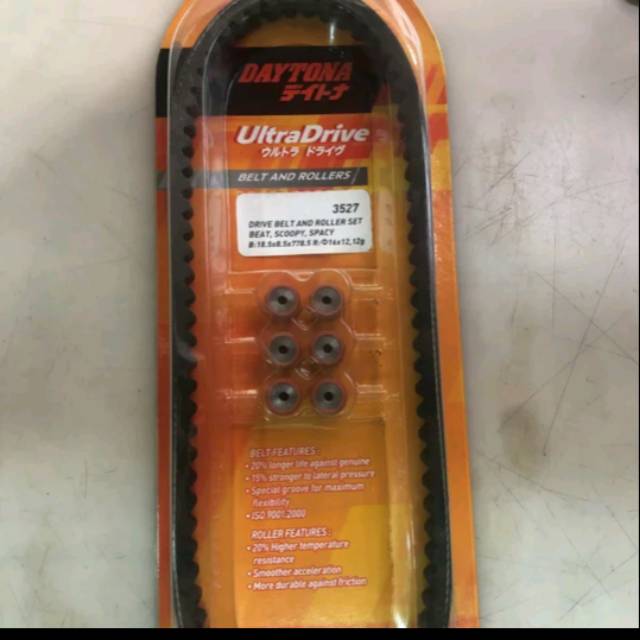 DAYTONA
デイトナ
UltraDrive
ウルトラ ドライヴ
BELT AND ROLLERS
3527
DRIVE BELT AND ROLLER SET
BEAT, SCOOPY, SPACY
B:18.5x8.5x778.5 R:Φ16x12,12g
BELT FEATURES :
• 20% longer life against genuine
• 15% stronger to lateral pressure
• Special groove for maximum
flexibility
• ISO 9001:2000
ROLLER FEATURES :
• 20% Higher temperature
resistance
• Smoother acceleration
• More durable against friction